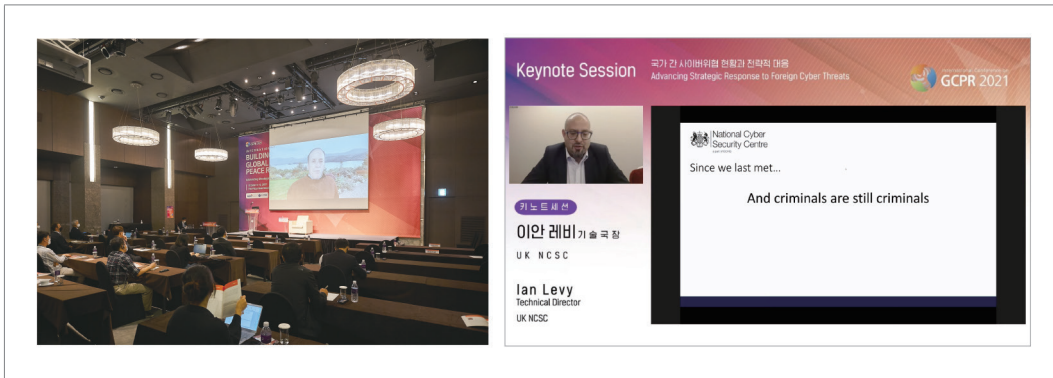 BUILDING
GLOBAL
PEACE R
Keynote Session
국가 간 사이버위협 현황과 전략적 대응
Advancing Strategic Response to Foreign Cyber Threats
GCPR 2021
National Cyber
Security Centre
Since we last met...
And criminals are still criminals
키노트세션
이안 레비 기술국장
UK NCSC
Ian Levy
Technical Director
UK NCSC